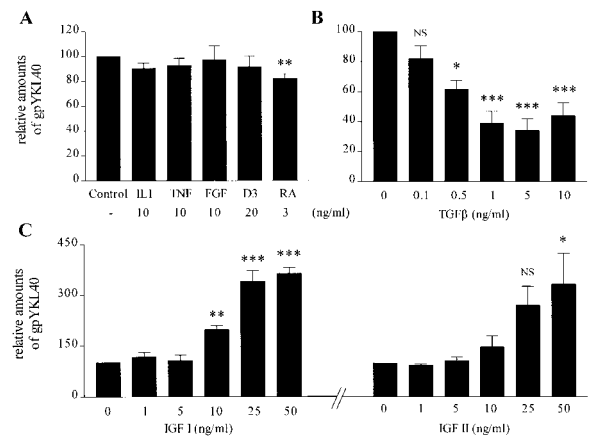 A
relative amounts
of gpYKL40
120
100
80
60
40
20
0
**
Control IL1 TNF FGF D3 RA
- 10 10 10 20 3 (ng/ml)
B
100
80
60
40
20
0
NS
*
***
***
***
0 0.1 0.5 1 5 10
TGFβ (ng/ml)
C
relative amounts
of gpYKL40
450
300
150
0
**
***
***
NS
*
0 1 5 10 25 50
IGF I (ng/ml)
0 1 5 10 25 50
IGF II (ng/ml)